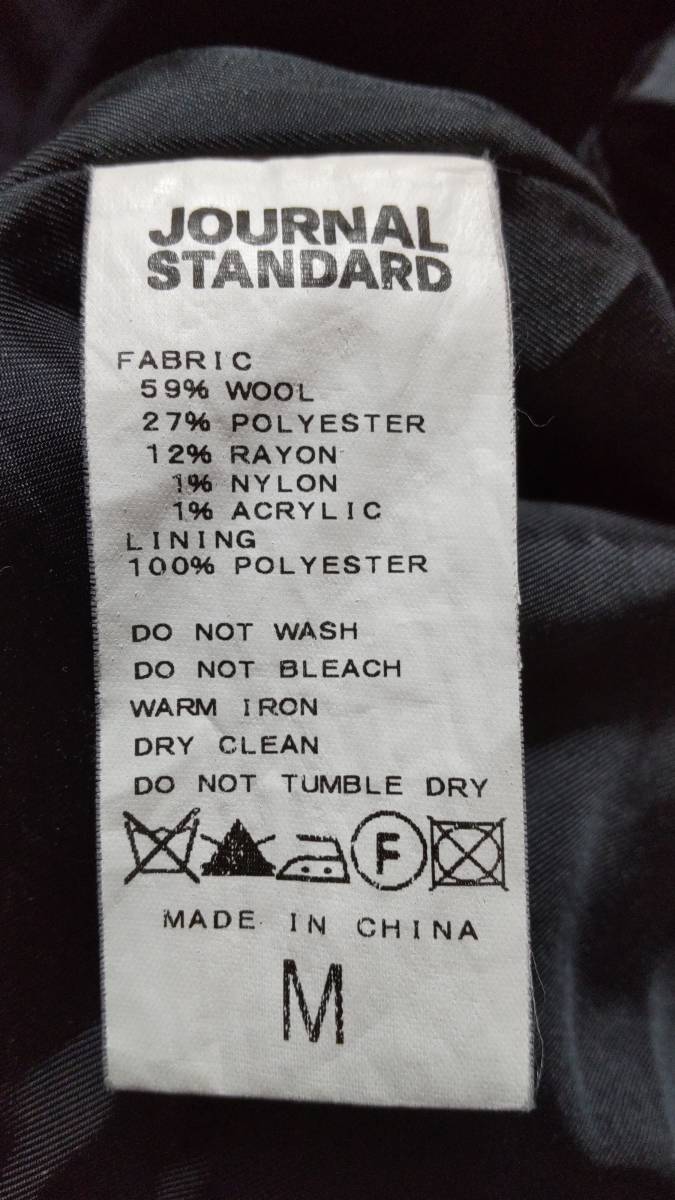 JOURNAL
STANDARD
FABRIC
59% WOOL
27% POLYESTER
12% RAYON
1% NYLON
1% ACRYLIC
LINING
100% POLYESTER
DO NOT WASH
DO NOT BLEACH
WARM IRON
DRY CLEAN
DO NOT TUMBLE DRY
F
MADE IN CHINA
M